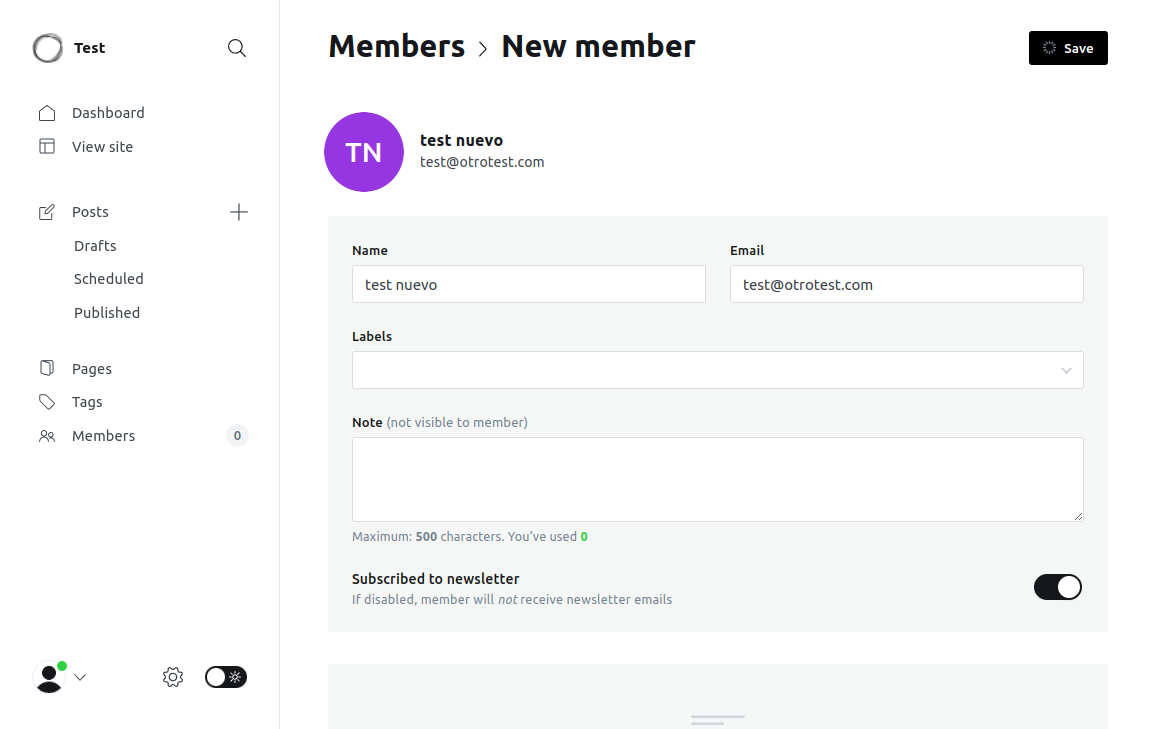 Test
Dashboard
View site
Posts
Drafts
Scheduled
Published
Pages
Tags
Members 0
Members > New member
Save
TN
test nuevo
test@otrotest.com
Name
test nuevo
Email
test@otrotest.com
Labels
Note (not visible to member)
Maximum: 500 characters. You've used 0
Subscribed to newsletter
If disabled, member will not receive newsletter emails